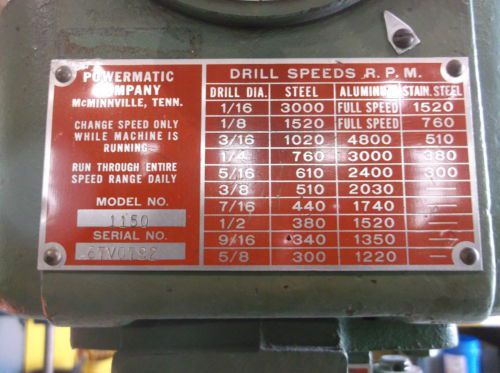 POWERMATIC
COMPANY
McMINNVILLE, TENN.
CHANGE SPEED ONLY
WHILE MACHINE IS
RUNNING
RUN THROUGH ENTIRE
SPEED RANGE DAILY
MODEL NO.
1150
SERIAL NO.
DRILL SPEEDS R.P.M.
DRILL DIA. STEEL ALUMINUM STAIN. STEEL
1/16 3000 FULL SPEED 1520
1/8 1520 FULL SPEED 760
3/16 1020 4800 510
1/4 760 3000 380
5/16 610 2400 300
3/8 510 2030
7/16 440 1740
1/2 380 1520
9/16 340 1350
5/8 300 1220